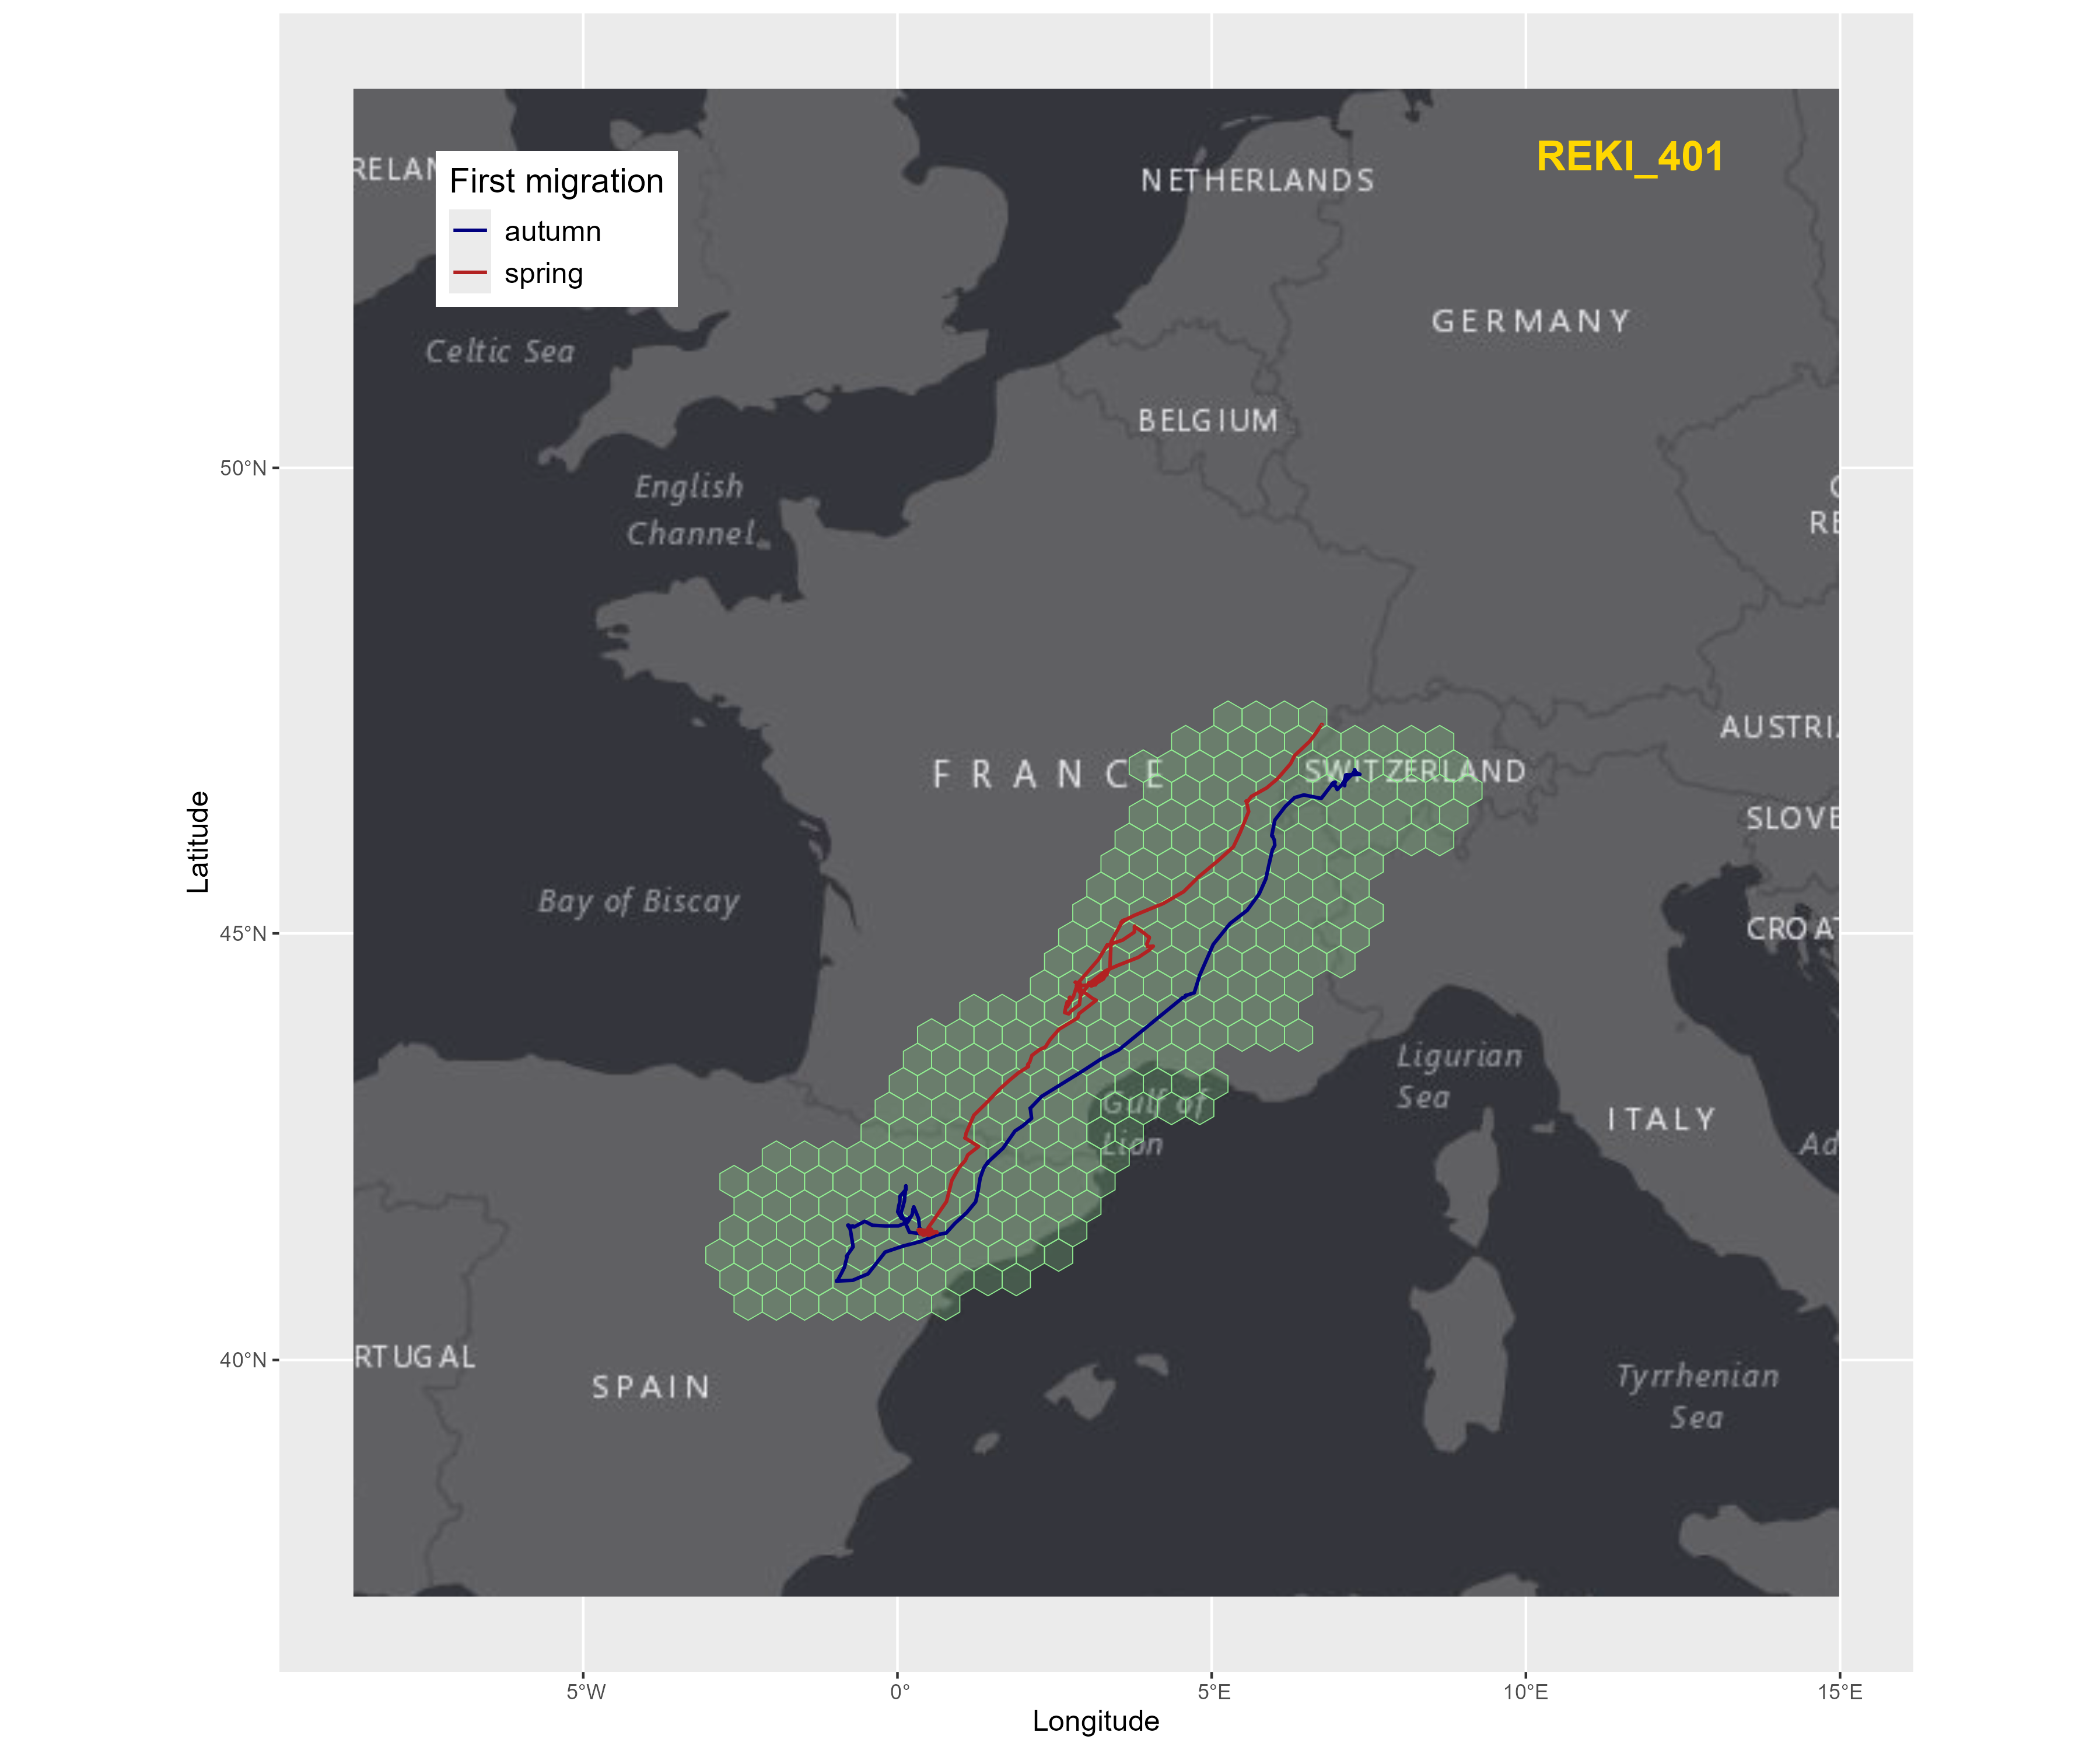 REKI_401
First migration
autumn
spring
RELAN
NETHERLANDS
GERMANY
Celtic Sea
BELGIUM
50°N
English
Channel
C
RE
FRANCE
SWITZERLAND
AUSTRI
SLOVE
Bay of Biscay
45°N
CROAT
Ligurian
Sea
Gulf of
Lion
ITALY
Ad
40°N
RTUGAL
SPAIN
Tyrrhenian
Sea
5°W
0°
5°E
10°E
15°E
Longitude
Latitude